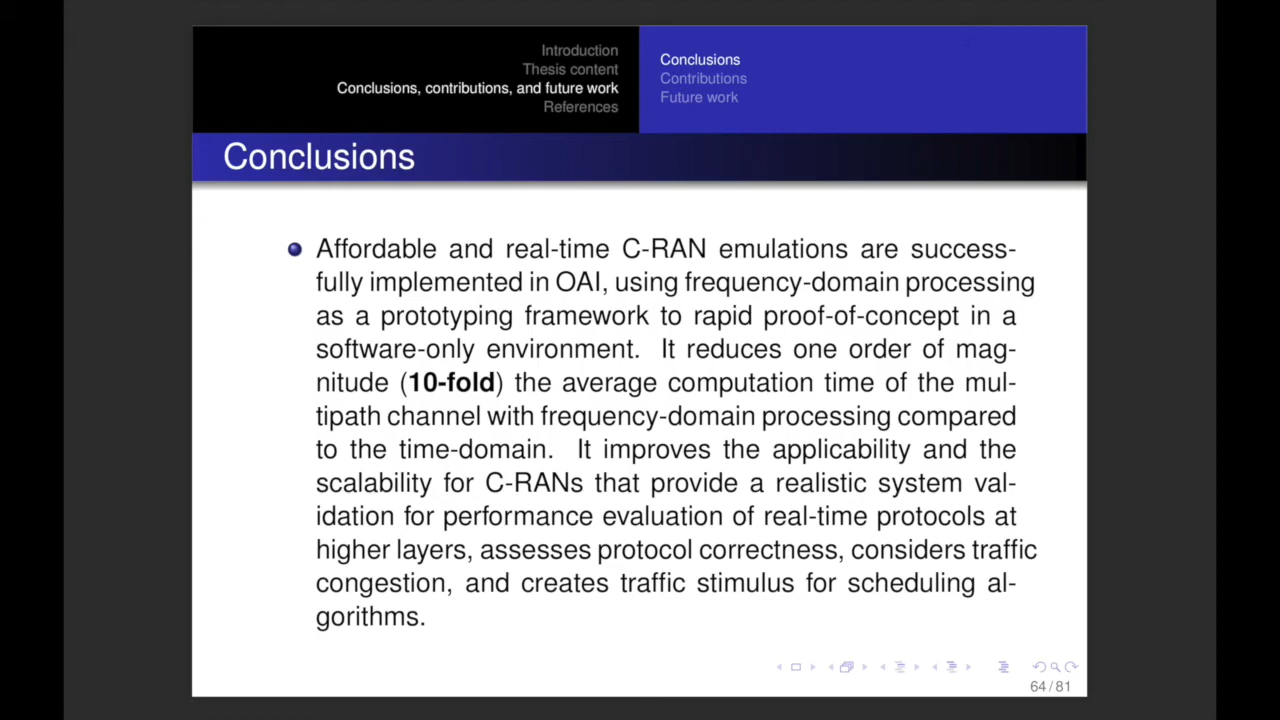 Introduction
Thesis content
Conclusions, contributions, and future work
References
Conclusions
Contributions
Future work
Conclusions
Affordable and real-time C-RAN emulations are success-
fully implemented in OAI, using frequency-domain processing
as a prototyping framework to rapid proof-of-concept in a
software-only environment. It reduces one order of mag-
nitude (10-fold) the average computation time of the mul-
tipath channel with frequency-domain processing compared
to the time-domain. It improves the applicability and the
scalability for C-RANs that provide a realistic system val-
idation for performance evaluation of real-time protocols at
higher layers, assesses protocol correctness, considers traffic
congestion, and creates traffic stimulus for scheduling al-
gorithms.
64/81